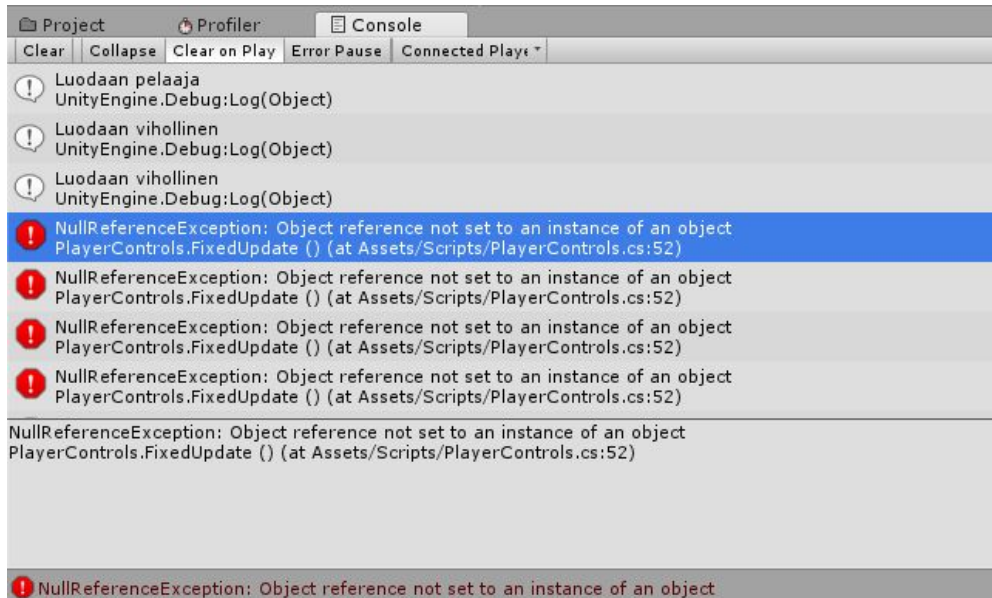 Project Profiler Console
Clear Collapse Clear on Play Error Pause Connected Playe
Luodaan pelaaja
UnityEngine.Debug:Log(Object)
Luodaan vihollinen
UnityEngine.Debug:Log(Object)
Luodaan vihollinen
UnityEngine.Debug:Log(Object)
NullReferenceException: Object reference not set to an instance of an object
PlayerControls.FixedUpdate () (at Assets/Scripts/PlayerControls.cs:52)
NullReferenceException: Object reference not set to an instance of an object
PlayerControls.FixedUpdate () (at Assets/Scripts/PlayerControls.cs:52)
NullReferenceException: Object reference not set to an instance of an object
PlayerControls.FixedUpdate () (at Assets/Scripts/PlayerControls.cs:52)
NullReferenceException: Object reference not set to an instance of an object
PlayerControls.FixedUpdate () (at Assets/Scripts/PlayerControls.cs:52)
NullReferenceException: Object reference not set to an instance of an object
PlayerControls.FixedUpdate () (at Assets/Scripts/PlayerControls.cs:52)
NullReferenceException: Object reference not set to an instance of an object